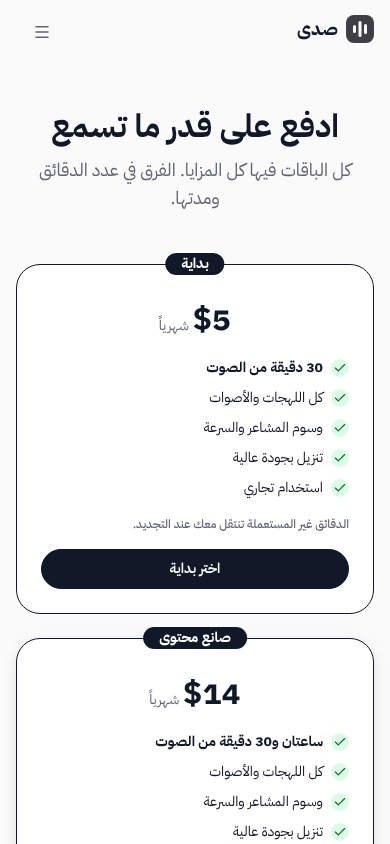 صدى
ادفع على قدر ما تسمع
كل الباقات فيها كل المزايا. الفرق في عدد الدقائق
ومدتها.
بداية
$5 شهرياً
30 دقيقة من الصوت
كل اللهجات والأصوات
وسوم المشاعر والسرعة
تنزيل بجودة عالية
استخدام تجاري
الدقائق غير المستعملة تنتقل معك عند التجديد.
اختر بداية
صانع محتوى
$14 شهرياً
ساعتان و30 دقيقة من الصوت
كل اللهجات والأصوات
وسوم المشاعر والسرعة
تنزيل بجودة عالية